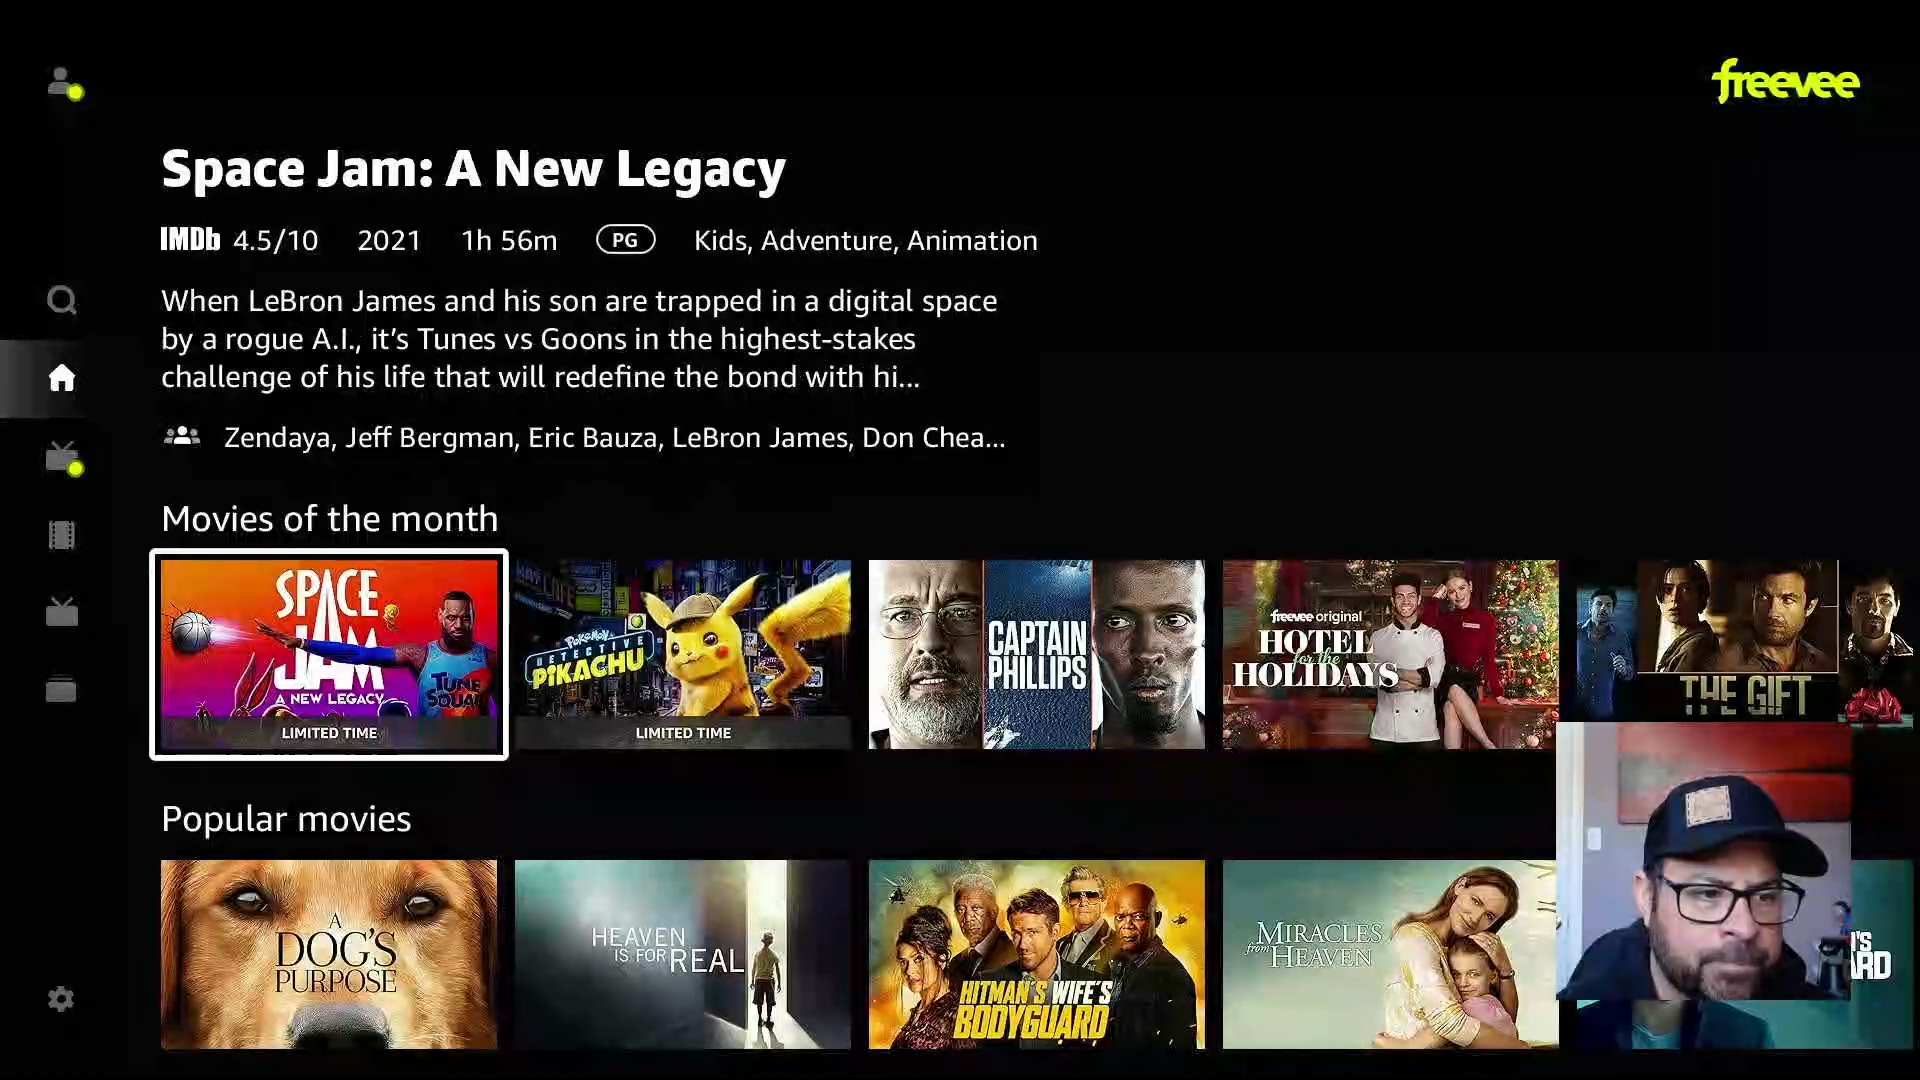 freevee
Space Jam: A New Legacy
IMDb 4.5/10 2021 1h 56m PG Kids, Adventure, Animation
When LeBron James and his son are trapped in a digital space
by a rogue A.I., it’s Tunes vs Goons in the highest-stakes
challenge of his life that will redefine the bond with hi...
Zendaya, Jeff Bergman, Eric Bauza, LeBron James, Don Chea...
Movies of the month
SPACE
JAM
A NEW LEGACY
TUNE
SQUAD
LIMITED TIME
POKÉMON
DETECTIVE
PIKACHU
LIMITED TIME
CAPTAIN
PHILLIPS
freevee original
HOTEL
for the
HOLIDAYS
THE GIFT
Popular movies
A
DOG'S
PURPOSE
HEAVEN
IS FOR REAL
HITMAN'S WIFE'S
BODYGUARD
MIRACLES
from HEAVEN
'S
ARD